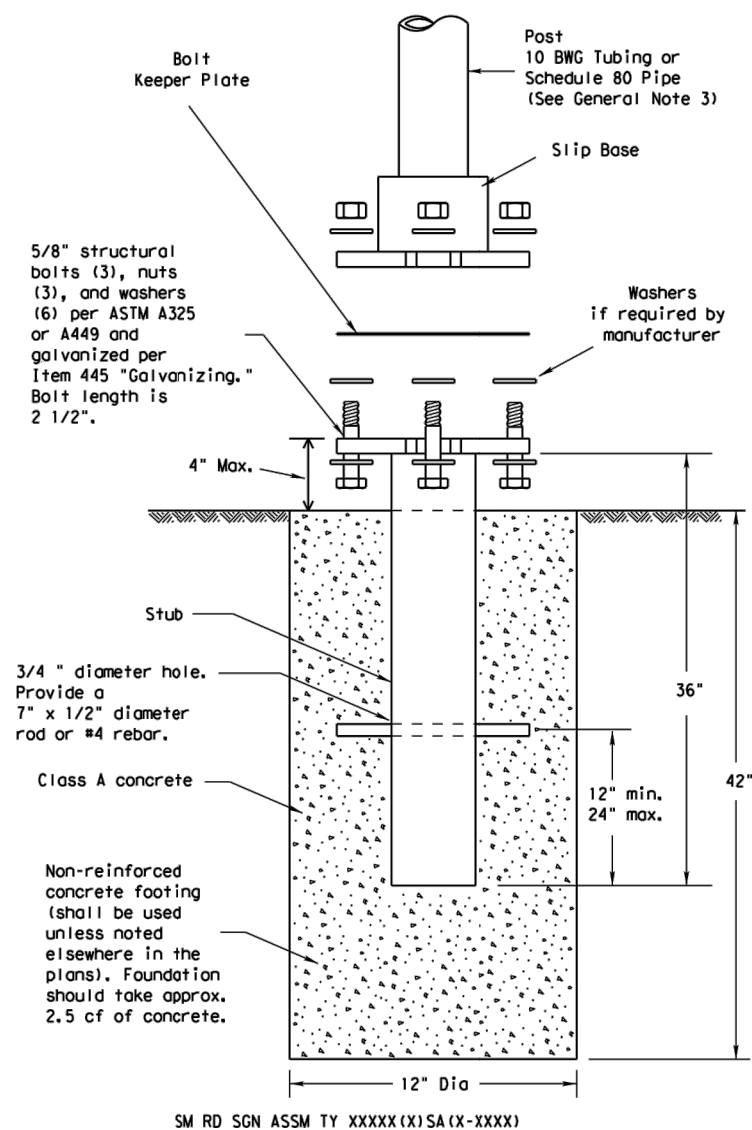 Bolt
Keeper Plate
Post
10 BWG Tubing or
Schedule 80 Pipe
(See General Note 3)
Slip Base
5/8" structural
bolts (3), nuts
(3), and washers
(6) per ASTM A325
or A449 and
galvanized per
Item 445 "Galvanizing."
Bolt length is
2 1/2".
Washers
if required by
manufacturer
4" Max.
Stub
3/4 " diameter hole.
Provide a
7" x 1/2" diameter
rod or #4 rebar.
36"
Class A concrete
12" min.
24" max.
42"
Non-reinforced
concrete footing
(shall be used
unless noted
elsewhere in the
plans). Foundation
should take approx.
2.5 cf of concrete.
12" Dia
SM RD SGN ASSM TY XXXXX(X)SA(X-XXXX)